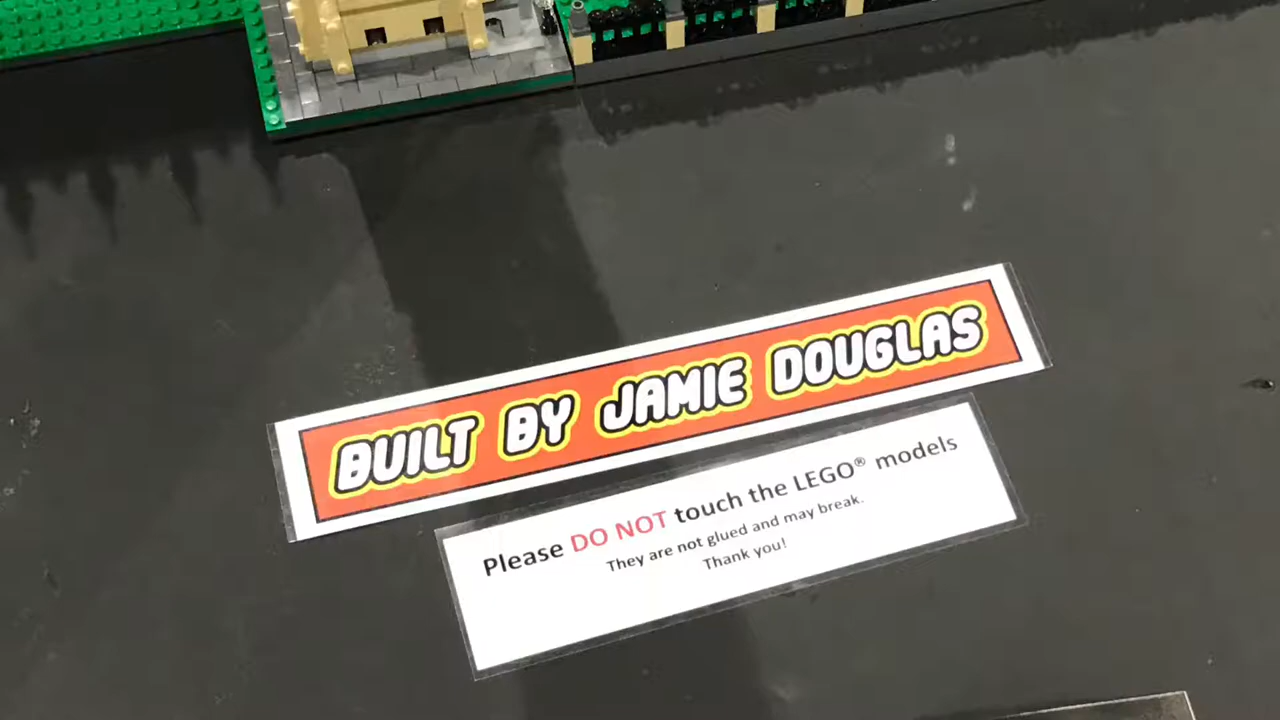 BUILT BY JAMIE DOUGLAS
Please DO NOT touch the LEGO® models
They are not glued and may break.
Thank you!